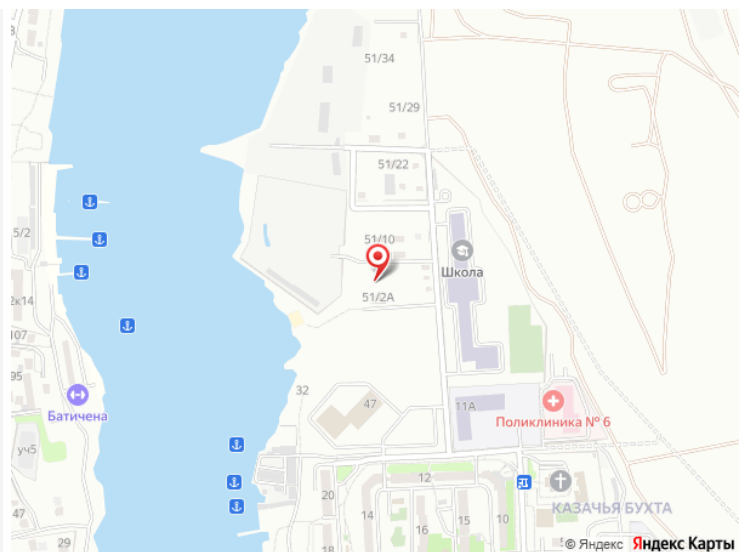 51/34
51/29
51/22
5/2
51/10
Школа
2к14
51/2А
107
95
32
Батичена
47
11А
Поликлиника № 6
уч5
12
20
КАЗАЧЬЯ БУХТА
47
16
15
10
14
29
18
© Яндекс Яндекс Карты